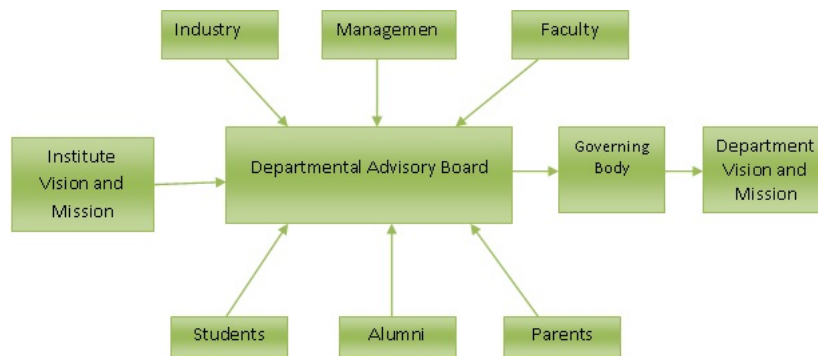 Industry
Managemen
Faculty
Institute
Vision and
Mission
Departmental Advisory Board
Governing
Body
Department
Vision and
Mission
Students
Alumni
Parents